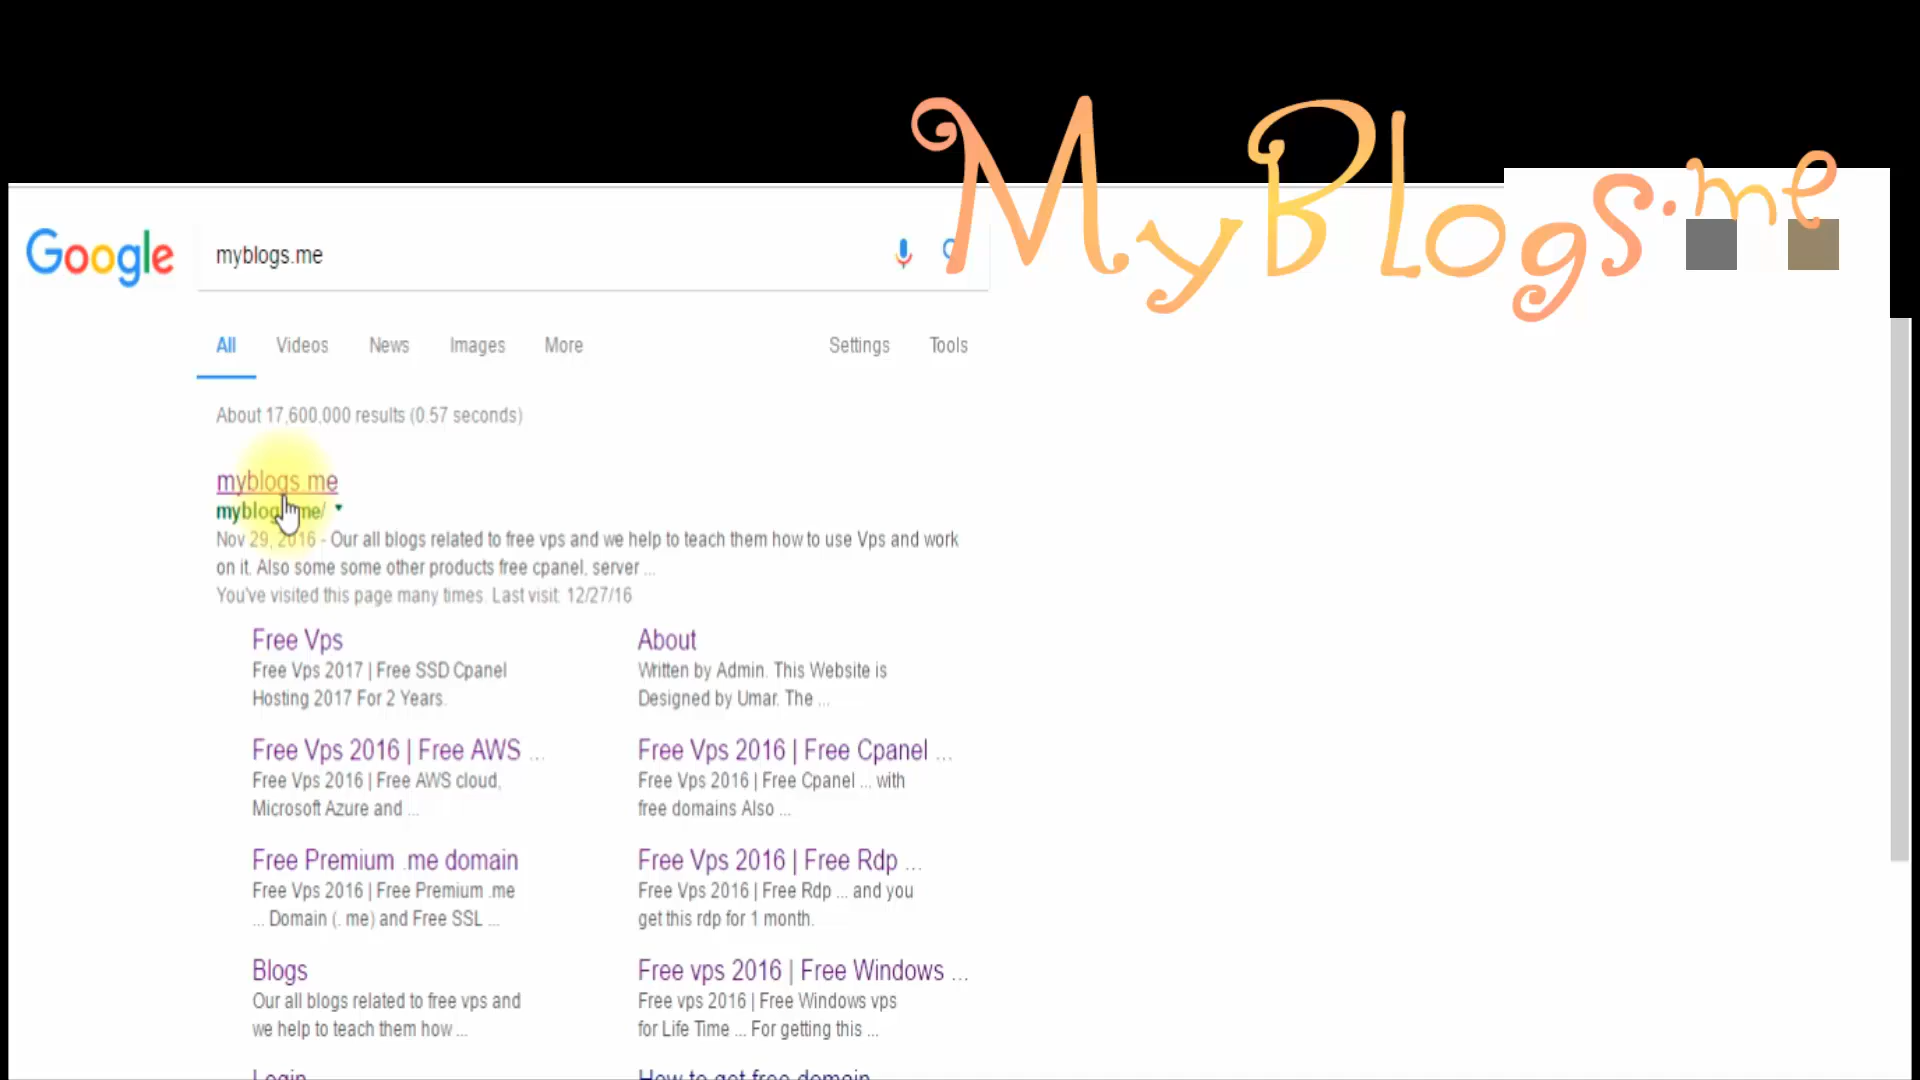 MyBlogs.me
Google
myblogs.me
All Videos News Images More Settings Tools
About 17,600,000 results (0.57 seconds)
myblogs.me
myblogs.me/
Nov 29, 2016 - Our all blogs related to free vps and we help to teach them how to use Vps and work
on it. Also some some other products free cpanel, server ...
You've visited this page many times. Last visit: 12/27/16
Free Vps
Free Vps 2017 | Free SSD Cpanel
Hosting 2017 For 2 Years.
About
Written by Admin. This Website is
Designed by Umar. The ...
Free Vps 2016 | Free AWS ...
Free Vps 2016 | Free AWS cloud,
Microsoft Azure and ...
Free Vps 2016 | Free Cpanel ...
Free Vps 2016 | Free Cpanel ... with
free domains Also ...
Free Premium .me domain
Free Vps 2016 | Free Premium .me
... Domain (. me) and Free SSL ...
Free Vps 2016 | Free Rdp ...
Free Vps 2016 | Free Rdp ... and you
get this rdp for 1 month.
Blogs
Our all blogs related to free vps and
we help to teach them how ...
Free vps 2016 | Free Windows ...
Free vps 2016 | Free Windows vps
for Life Time ... For getting this ...
Login
How to get free domain